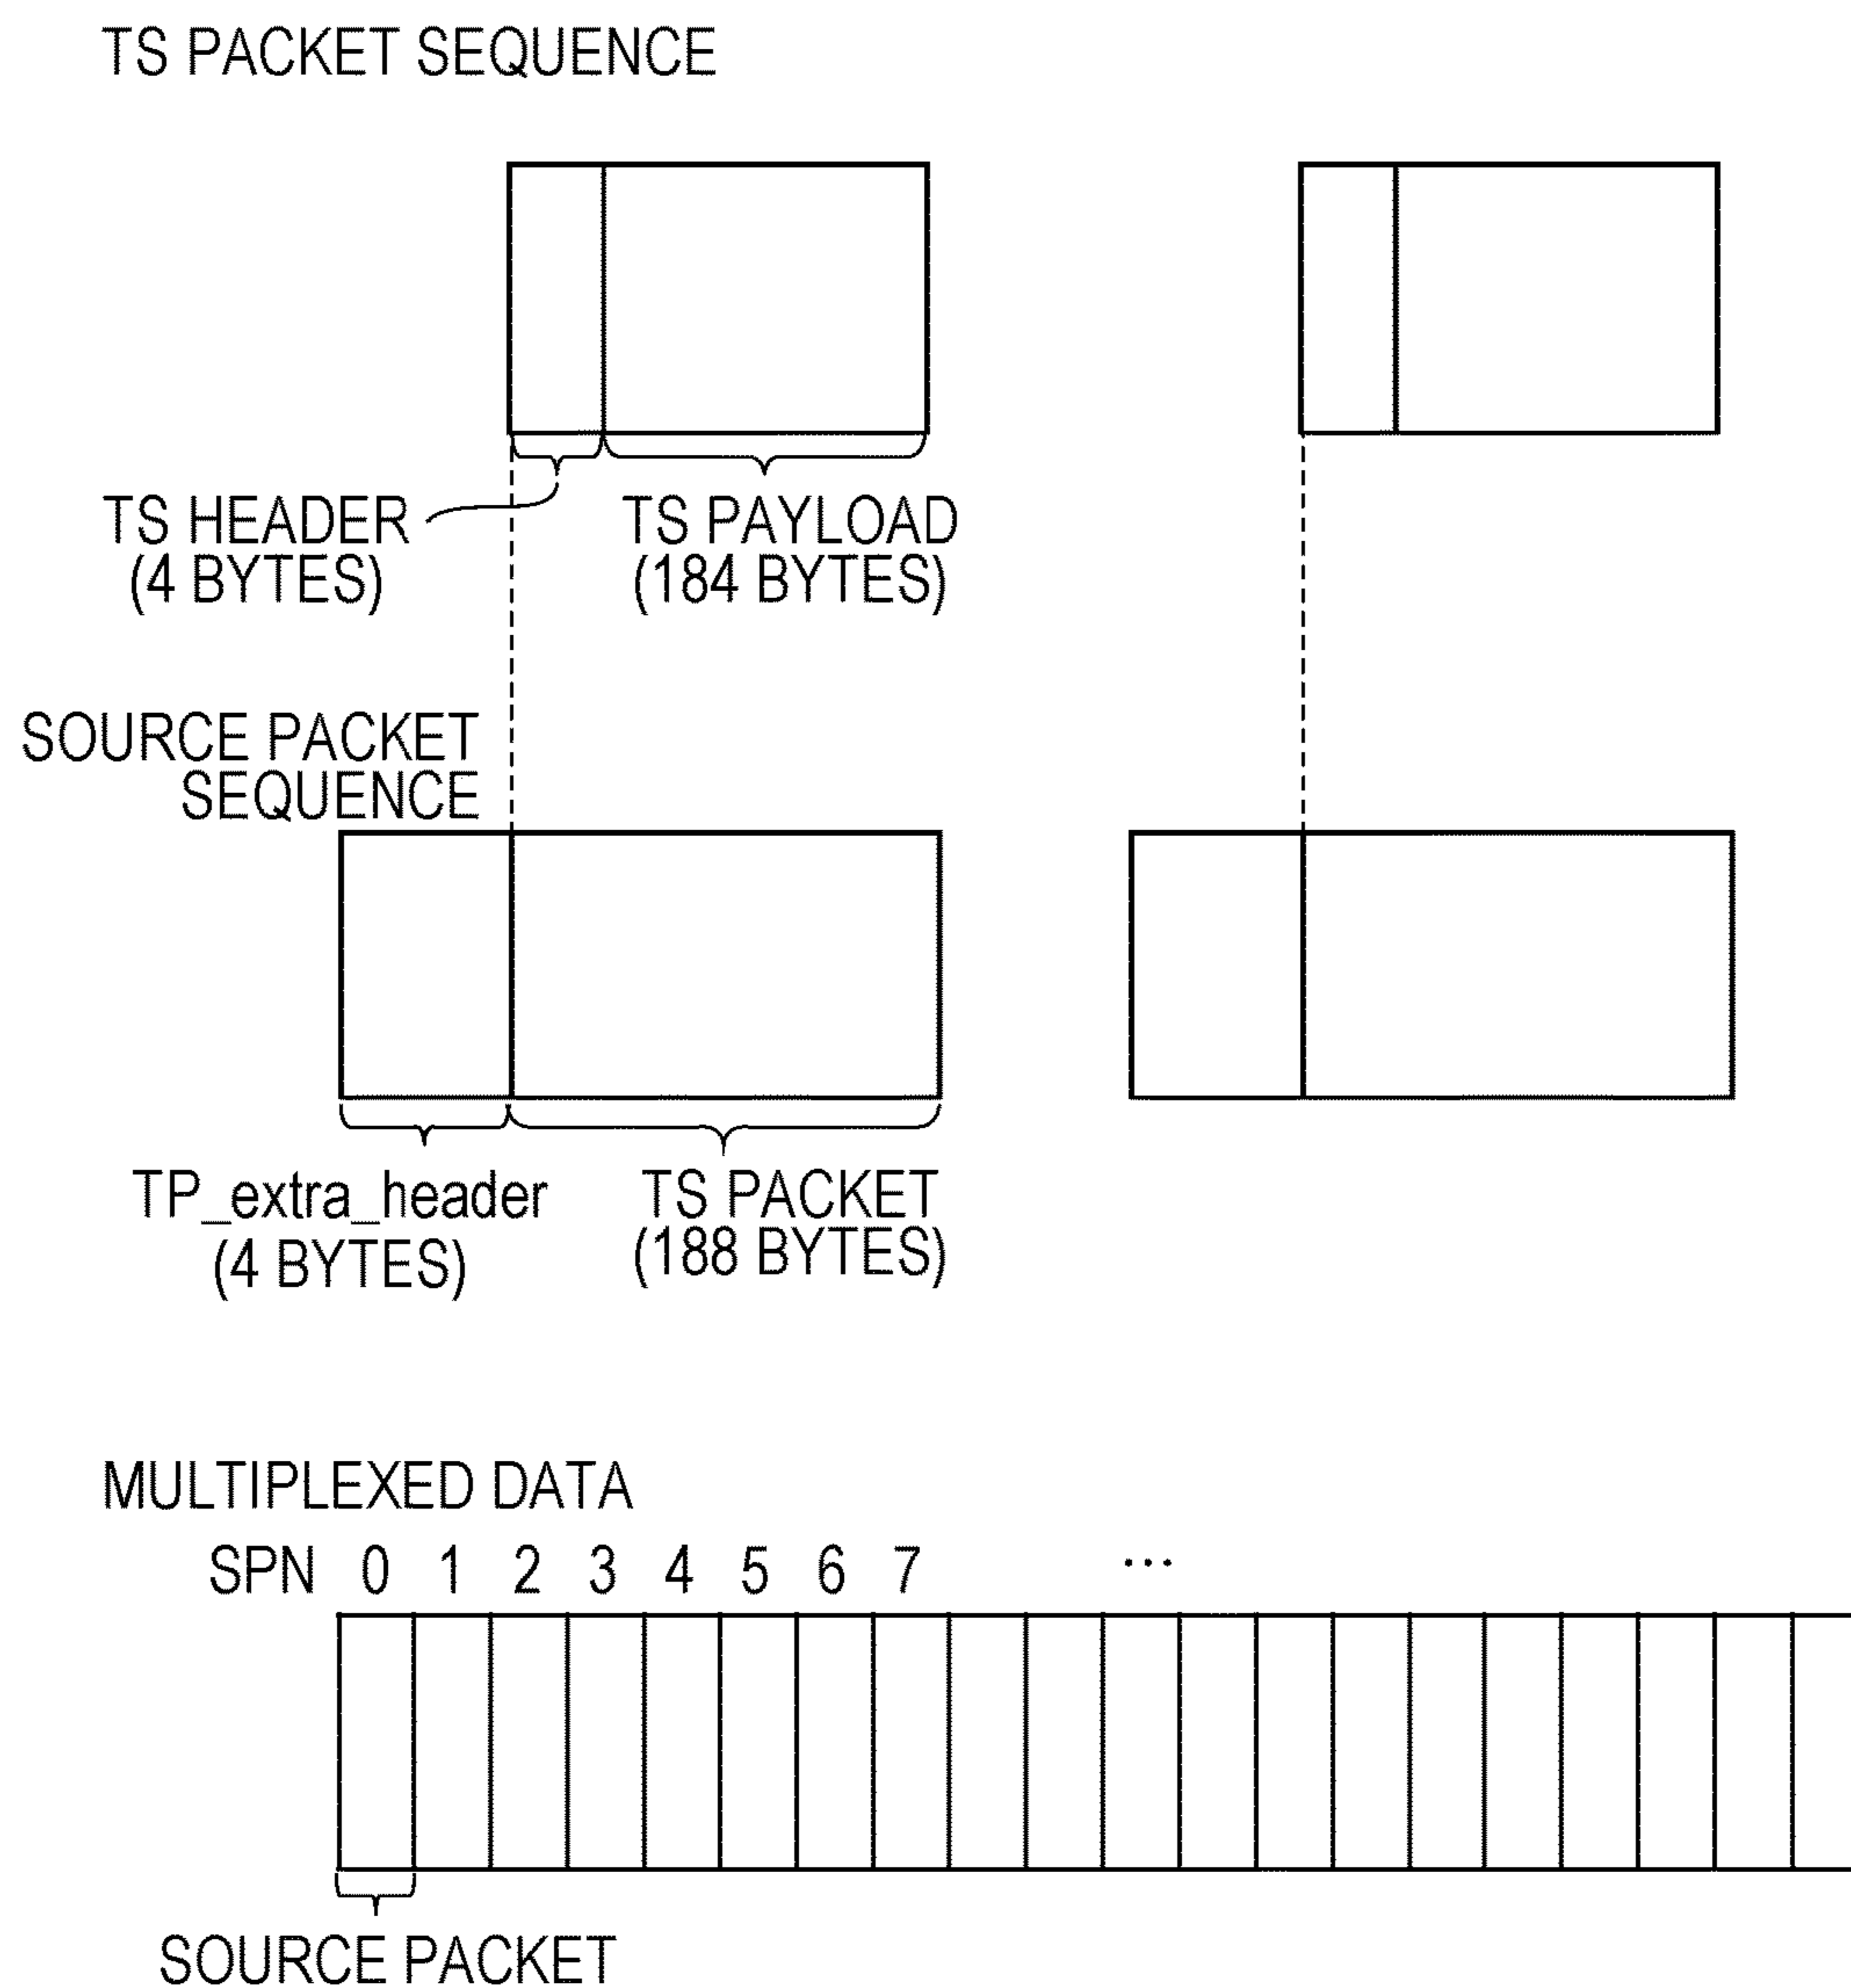 TS PACKET SEQUENCE
TS HEADER
(4 BYTES)
TS PAYLOAD
(184 BYTES)
SOURCE PACKET
SEQUENCE
TP_extra_header
(4 BYTES)
TS PACKET
(188 BYTES)
MULTIPLEXED DATA
SPN 0 1 2 3 4 5 6 7 ...
SOURCE PACKET